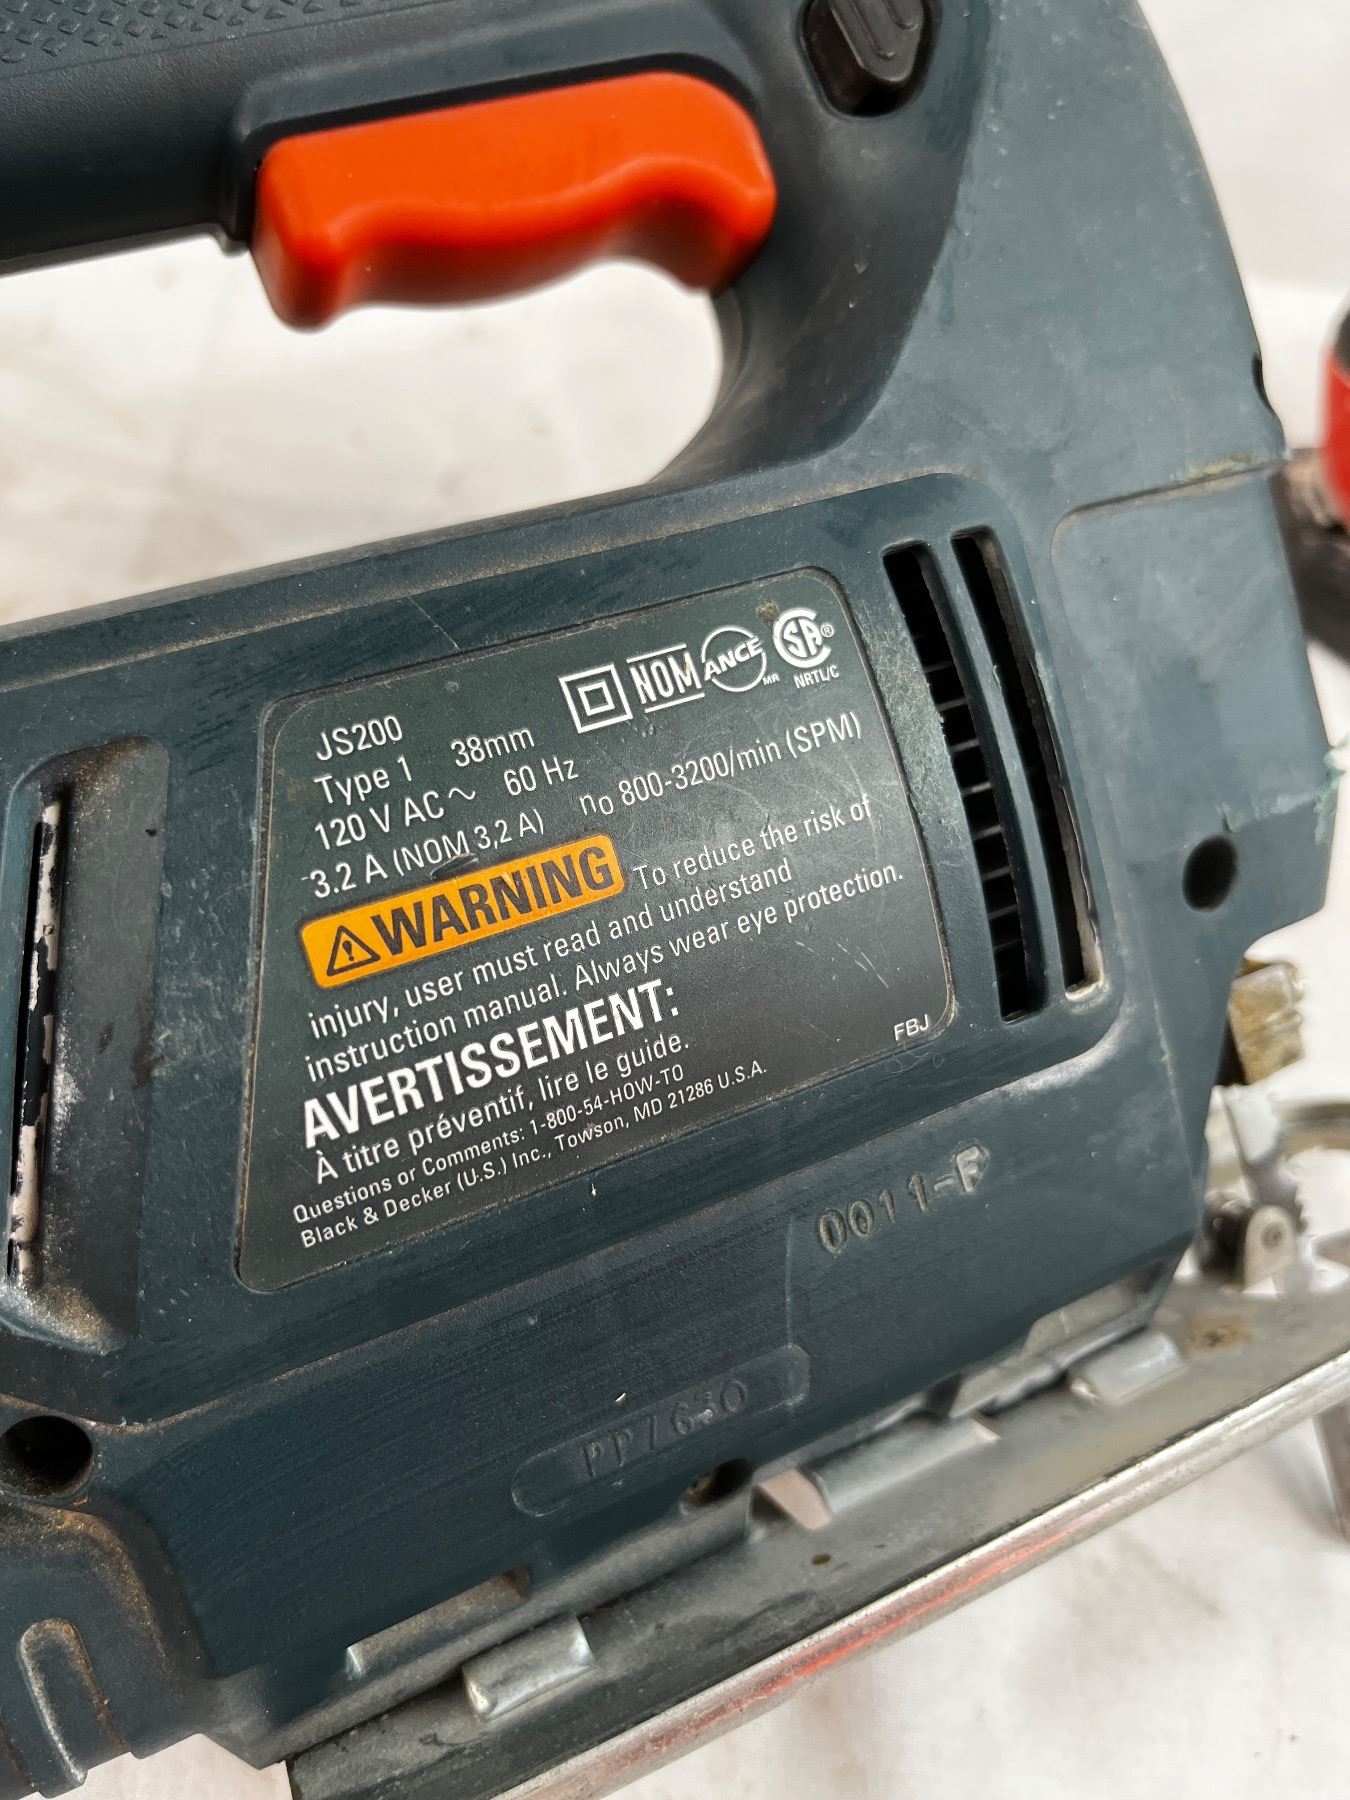 JS200
Type 1 38mm
NOM ANCE MR SA ® NRTL/C
120 V AC ~ 60 Hz
3.2 A (NOM 3,2 A) no 800-3200/min (SPM)
⚠ WARNING To reduce the risk of
injury, user must read and understand
instruction manual. Always wear eye protection.
AVERTISSEMENT:
À titre préventif, lire le guide.
Questions or Comments: 1-800-54-HOW-TO
Black & Decker (U.S.) Inc., Towson, MD 21286 U.S.A.
FBJ
0011-F
>PP/630